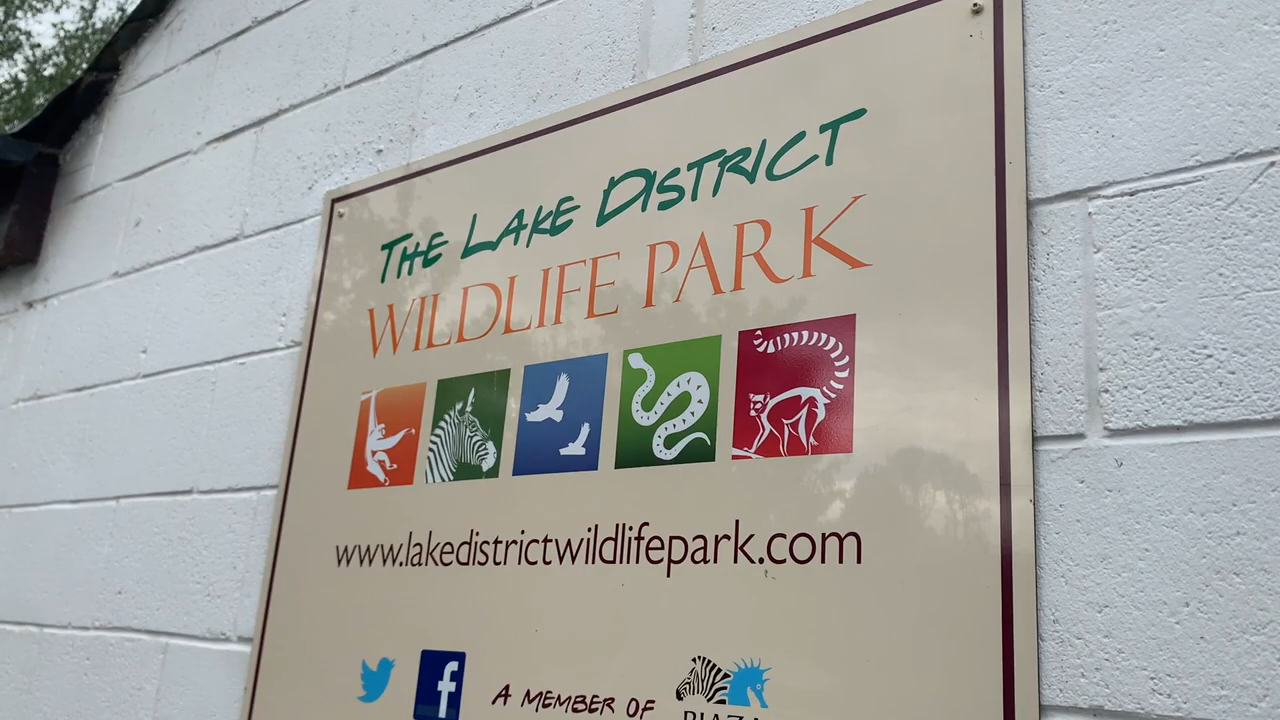 THE LAKE DISTRICT
WILDLIFE PARK
www.lakedistrictwildlifepark.com
f
A MEMBER OF